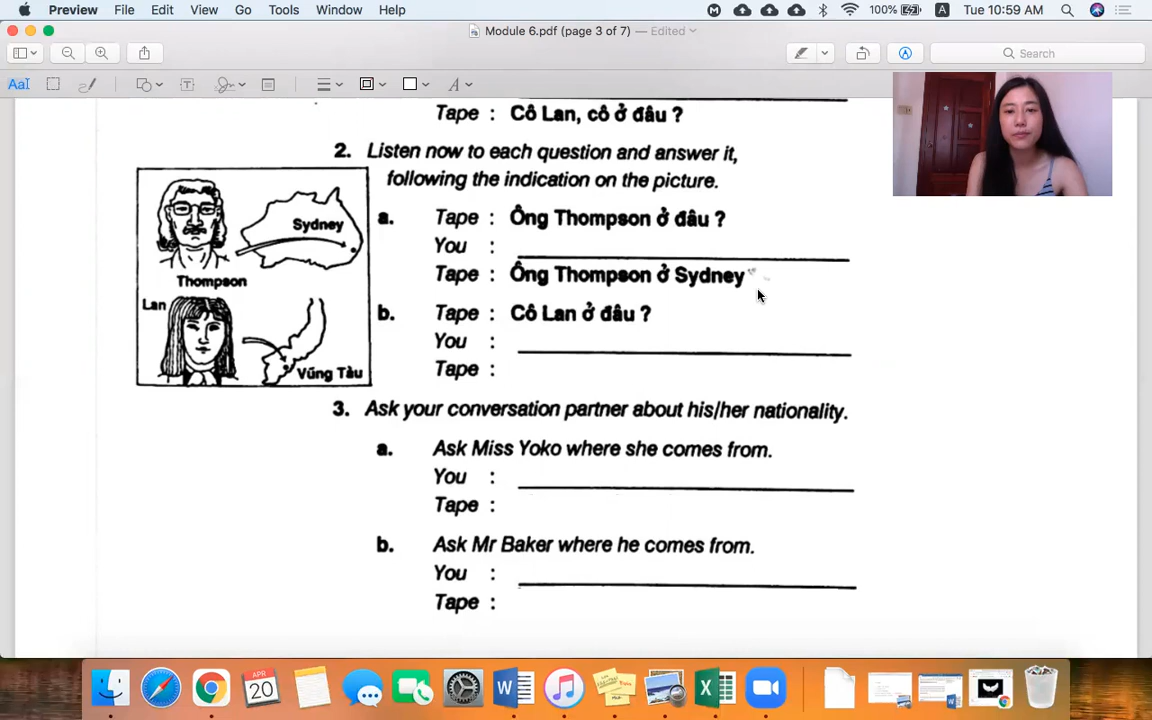 Preview File Edit View Go Tools Window Help
100% A Tue 10:59 AM
Module 6.pdf (page 3 of 7) — Edited
Search
AaI
T
A
Tape : Cô Lan, cô ở đâu ?
2. Listen now to each question and answer it,
following the indication on the picture.
Sydney
Thompson
Lan
Vũng Tàu
a. Tape : Ông Thompson ở đâu ?
You :
Tape : Ông Thompson ở Sydney
b. Tape : Cô Lan ở đâu ?
You :
Tape :
3. Ask your conversation partner about his/her nationality.
a. Ask Miss Yoko where she comes from.
You :
Tape :
b. Ask Mr Baker where he comes from.
You :
Tape :
APR
20